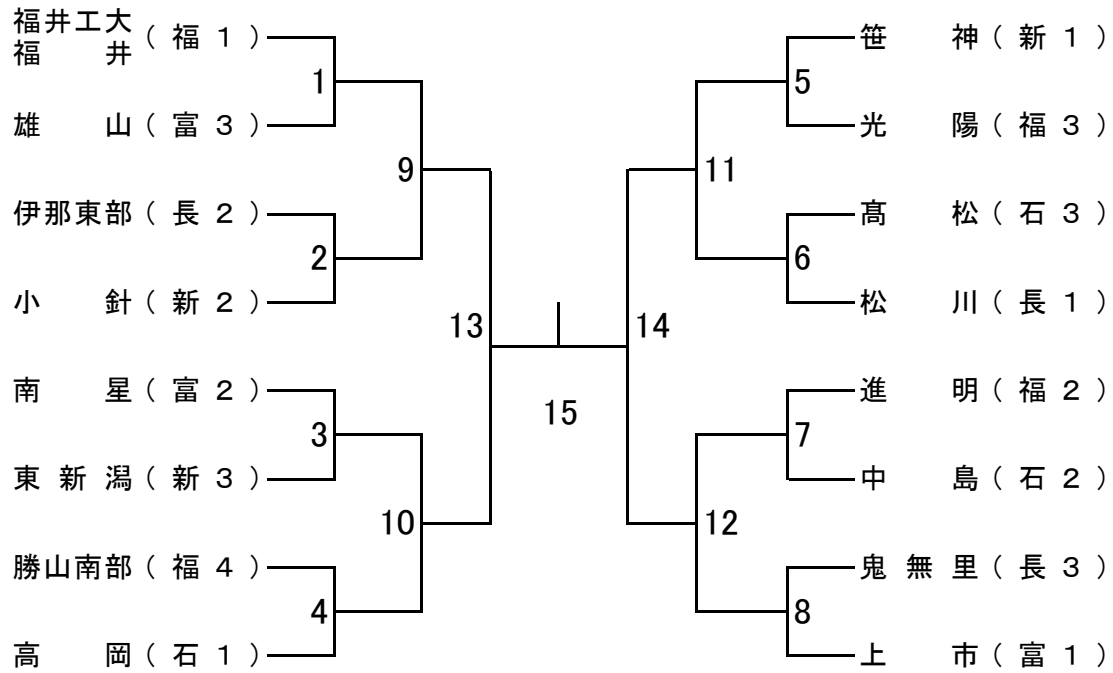 福井工大
福井（福1）
1
雄山（富3）
9
伊那東部（長2）
2
小針（新2）
13
南星（富2）
3
東新潟（新3）
10
勝山南部（福4）
4
高岡（石1）
15
笹神（新1）
5
光陽（福3）
11
髙松（石3）
6
松川（長1）
14
進明（福2）
7
中島（石2）
12
鬼無里（長3）
8
上市（富1）